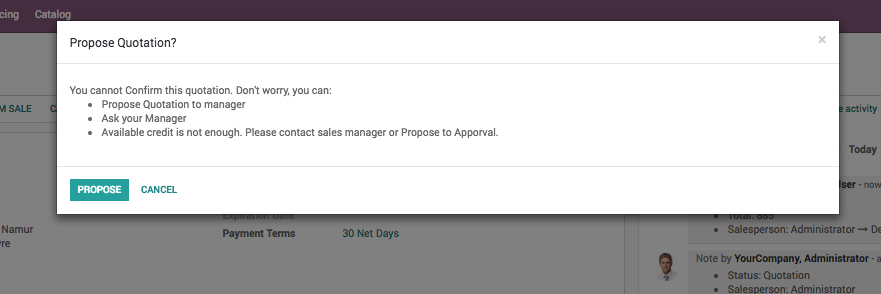 cing Catalog
Propose Quotation? ×
You cannot Confirm this quotation. Don't worry, you can:
• Propose Quotation to manager
• Ask your Manager
• Available credit is not enough. Please contact sales manager or Propose to Apporval.
PROPOSE CANCEL
M SALE
e activity
Today
User - now
Total: 885
• Salesperson: Administrator → De
Expiration Date
Namur
Payment Terms 30 Net Days
Note by YourCompany, Administrator - a
• Status: Quotation
• Salesperson: Administrator